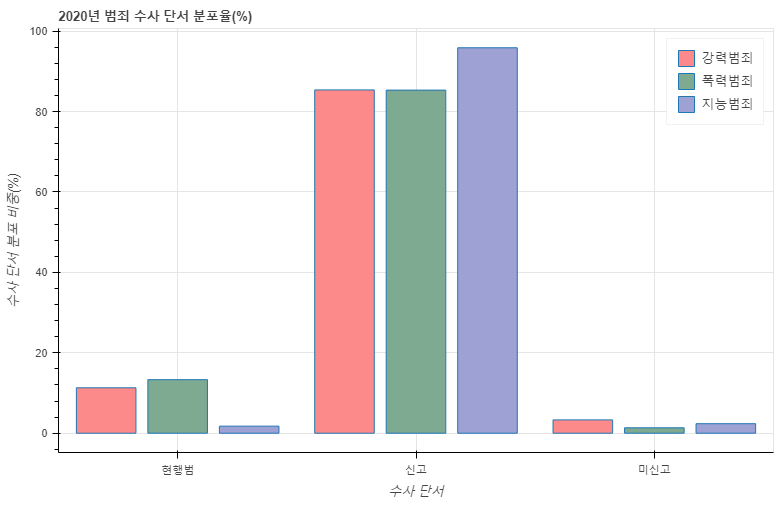 2020년 범죄 수사 단서 분포율(%)
강력범죄
폭력범죄
지능범죄
수사 단서 분포 비중(%)
100
80
60
40
20
0
현행범
신고
미신고
수사 단서